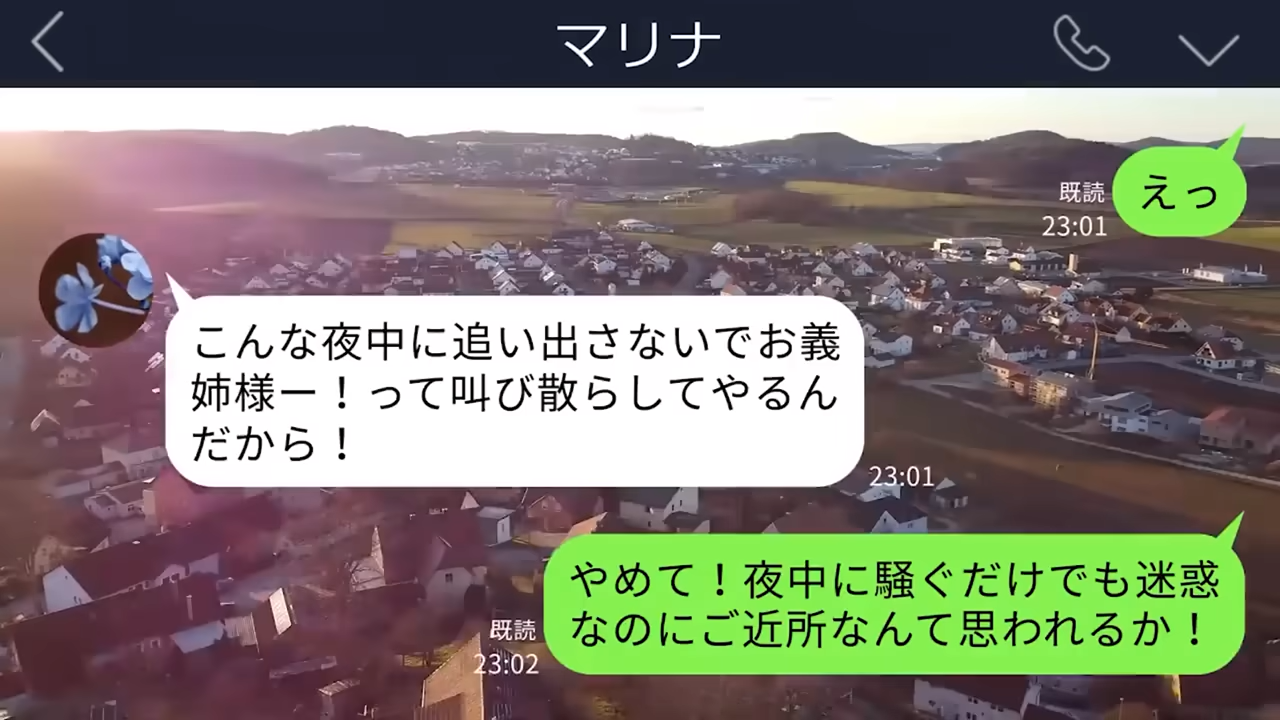 マリナ
えっ
既読
23:01
こんな夜中に追い出さないでお義
姉様ー！って叫び散らしてやるん
だから！
23:01
やめて！夜中に騒ぐだけでも迷惑
なのにご近所なんて思われるか！
既読
23:02